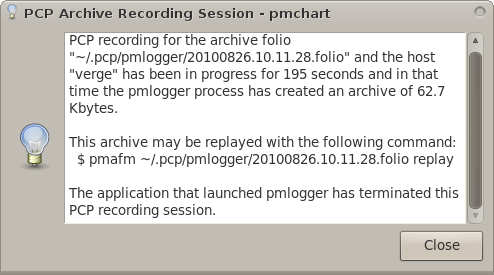 PCP Archive Recording Session - pmchart
PCP recording for the archive folio
"~/.pcp/pmlogger/20100826.10.11.28.folio" and the host
"verge" has been in progress for 195 seconds and in that
time the pmlogger process has created an archive of 62.7
Kbytes.
This archive may be replayed with the following command:
$ pmafm ~/.pcp/pmlogger/20100826.10.11.28.folio replay
The application that launched pmlogger has terminated this
PCP recording session.
Close